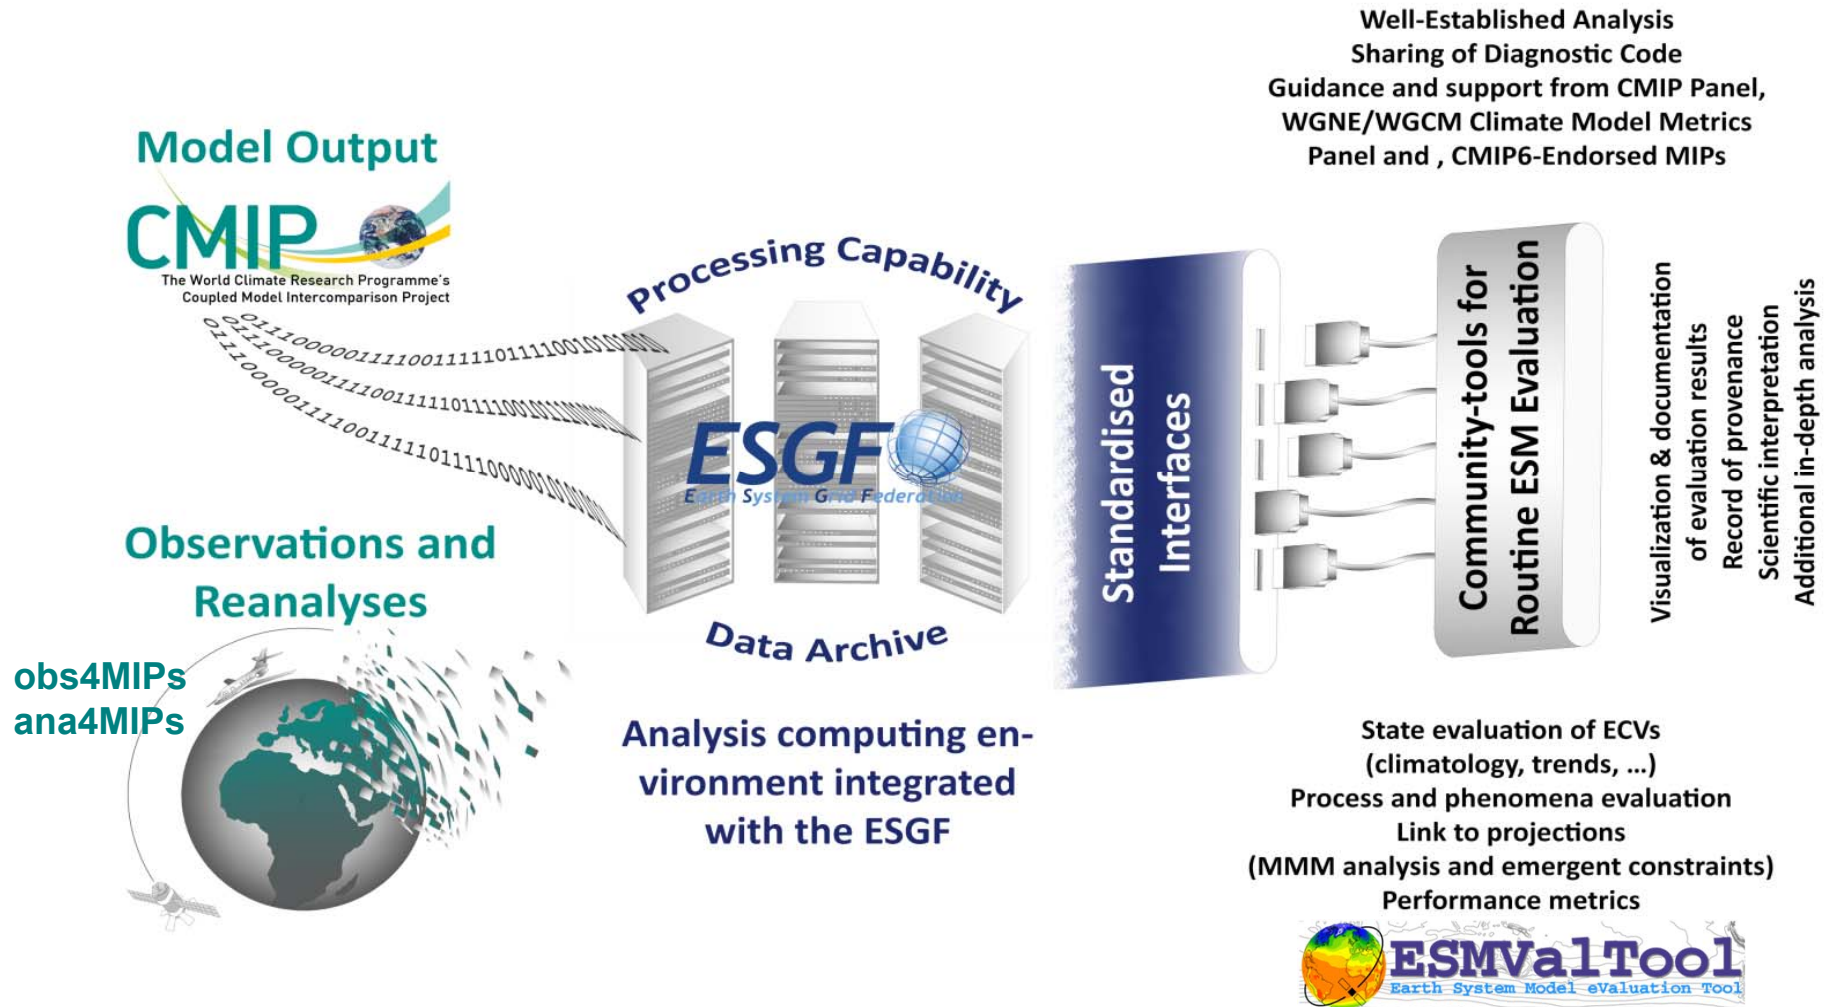 Well-Established Analysis
Sharing of Diagnostic Code
Guidance and support from CMIP Panel,
WGNE/WGCM Climate Model Metrics
Panel and , CMIP6-Endorsed MIPs
Model Output
CMIP
The World Climate Research Programme's
Coupled Model Intercomparison Project
Observations and
Reanalyses
obs4MIPs
ana4MIPs
Processing Capability
ESGF
Earth System Grid Federation
Data Archive
Analysis computing en-
vironment integrated
with the ESGF
Standardised
Interfaces
Community-tools for
Routine ESM Evaluation
Visualization & documentation
of evaluation results
Record of provenance
Scientific interpretation
Additional in-depth analysis
State evaluation of ECVs
(climatology, trends, ...)
Process and phenomena evaluation
Link to projections
(MMM analysis and emergent constraints)
Performance metrics
ESMValTool
Earth System Model eValuation Tool